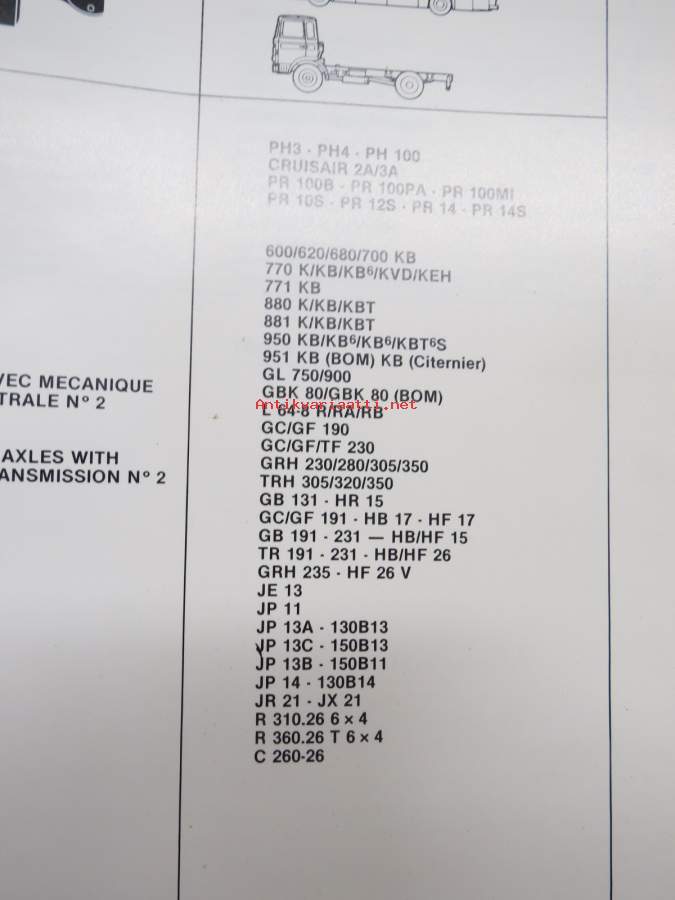 PH3 · PH4 · PH 100
CRUISAIR 2A/3A
PR 100B · PR 100PA · PR 100MI
PR 10S · PR 12S · PR 14 · PR 14S
600/620/680/700 KB
770 K/KB/KB⁶/KVD/KEH
771 KB
880 K/KB/KBT
881 K/KB/KBT
950 KB/KB⁶/KB⁶/KBT⁶S
951 KB (BOM) KB (Citernier)
GL 750/900
GBK 80/GBK 80 (BOM)
Antikvariaatti.net
L 64-8 R/RA/RB
GC/GF 190
GC/GF/TF 230
GRH 230/280/305/350
TRH 305/320/350
GB 131 · HR 15
GC/GF 191 · HB 17 · HF 17
GB 191 · 231 — HB/HF 15
TR 191 · 231 · HB/HF 26
GRH 235 · HF 26 V
JE 13
JP 11
JP 13A · 130B13
JP 13C · 150B13
JP 13B · 150B11
JP 14 · 130B14
JR 21 · JX 21
R 310.26 6 × 4
R 360.26 T 6 × 4
C 260-26
VEC MECANIQUE
TRALE Nº 2
AXLES WITH
ANSMISSION Nº 2